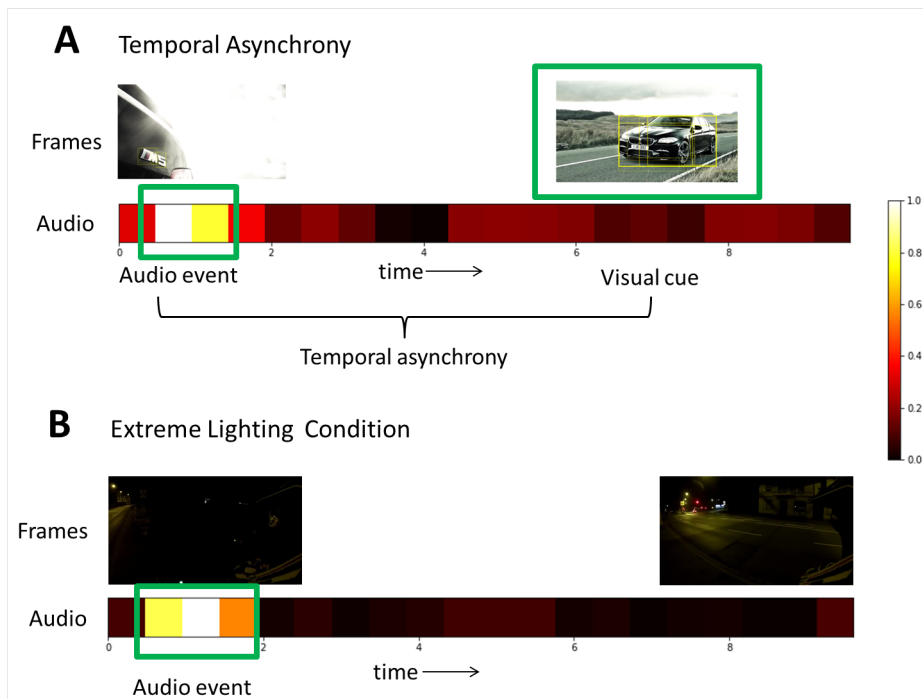 A Temporal Asynchrony
Frames
M5
Audio
0 2 4 6 8
Audio event
time
Visual cue
Temporal asynchrony
1.0
0.8
0.6
0.4
0.2
0.0
B Extreme Lighting Condition
Frames
Audio
0 2 4 6 8
time
Audio event